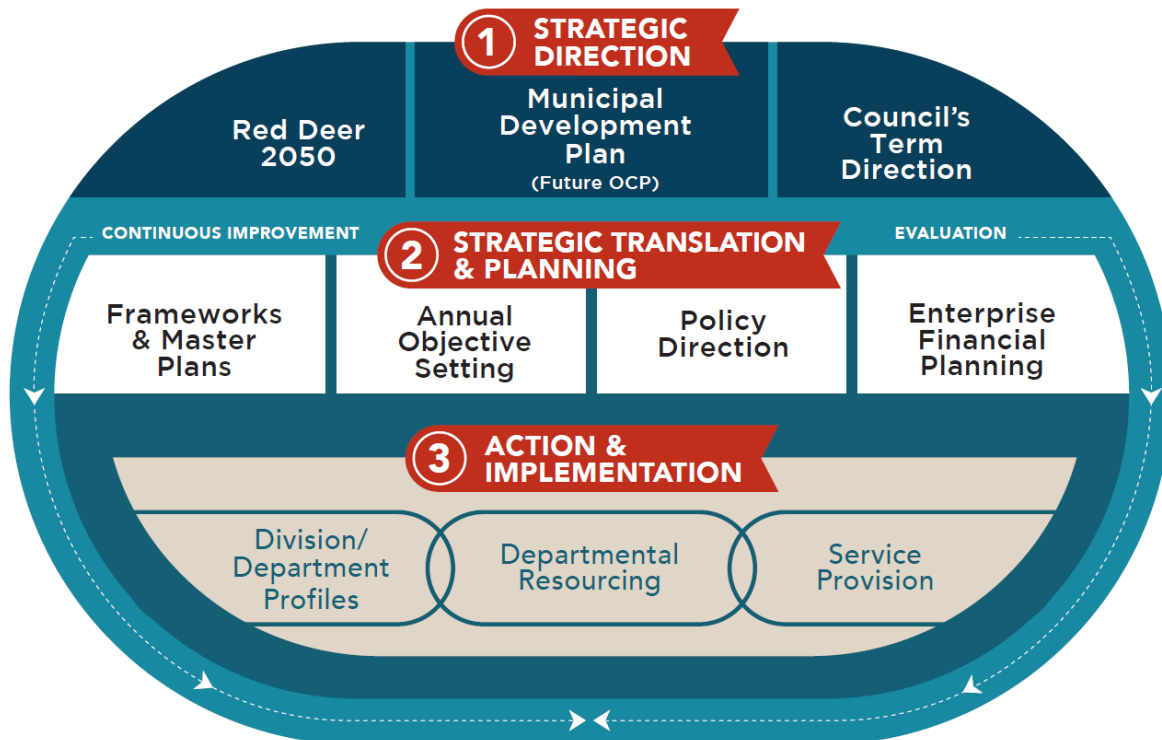 1 STRATEGIC
DIRECTION
Red Deer
2050
Municipal
Development
Plan
(Future OCP)
Council's
Term
Direction
CONTINUOUS IMPROVEMENT
EVALUATION
2 STRATEGIC TRANSLATION
& PLANNING
Frameworks
& Master
Plans
Annual
Objective
Setting
Policy
Direction
Enterprise
Financial
Planning
3 ACTION &
IMPLEMENTATION
Division/
Department
Profiles
Departmental
Resourcing
Service
Provision